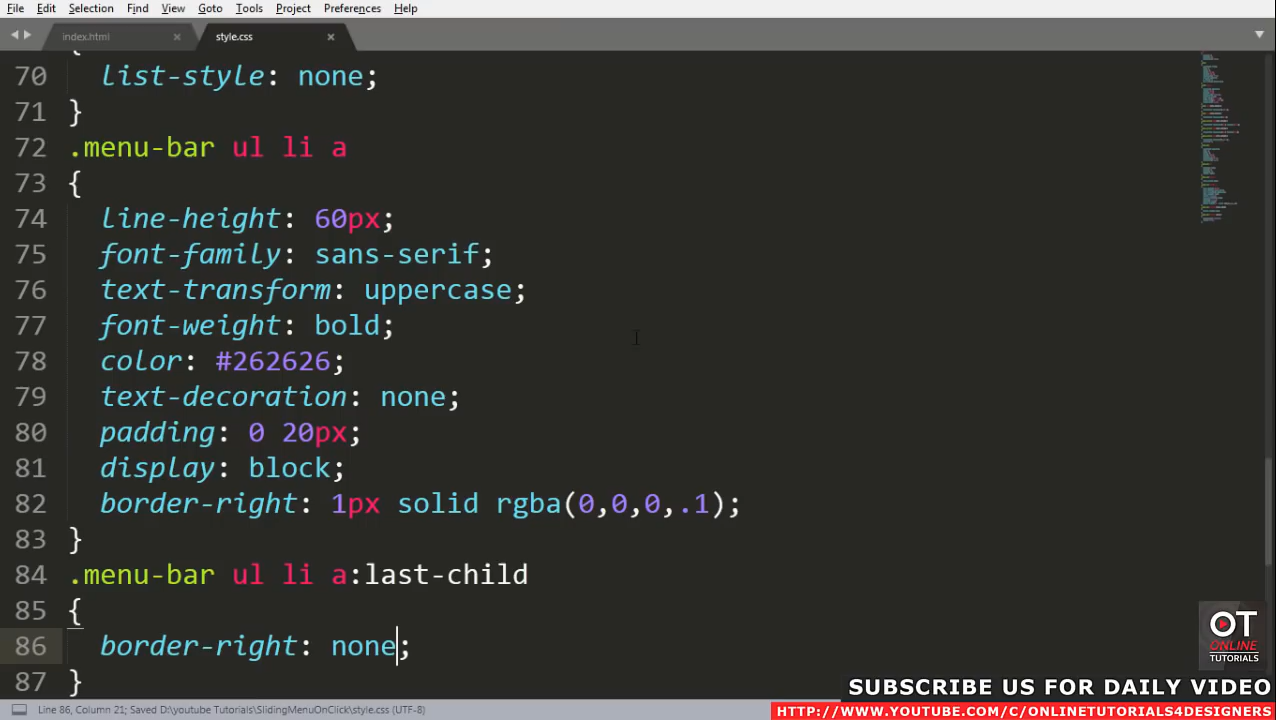 File Edit Selection Find View Goto Tools Project Preferences Help
index.html × style.css ×
{
70 list-style: none;
71 }
72 .menu-bar ul li a
73 {
74 line-height: 60px;
75 font-family: sans-serif;
76 text-transform: uppercase;
77 font-weight: bold;
78 color: #262626;
79 text-decoration: none;
80 padding: 0 20px;
81 display: block;
82 border-right: 1px solid rgba(0,0,0,.1);
83 }
84 .menu-bar ul li a:last-child
85 {
86 border-right: none;
87 }
OT
ONLINE
TUTORIALS
SUBSCRIBE US FOR DAILY VIDEO
HTTP://WWW.YOUTUBE.COM/C/ONLINETUTORIALS4DESIGNERS
Line 86, Column 21; Saved D:\youtube Tutorials\SlidingMenuOnClick\style.css (UTF-8)